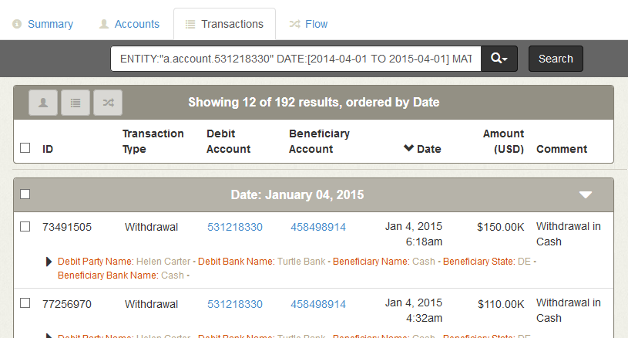 Summary Accounts Transactions Flow
ENTITY:"a.account.531218330" DATE:[2014-04-01 TO 2015-04-01] MAT Search
Showing 12 of 192 results, ordered by Date
ID Transaction Type Debit Account Beneficiary Account Date Amount (USD) Comment
Date: January 04, 2015
73491505 Withdrawal 531218330 458498914 Jan 4, 2015 6:18am $150.00K Withdrawal in Cash
Debit Party Name: Helen Carter - Debit Bank Name: Turtle Bank - Beneficiary Name: Cash - Beneficiary State: DE -
Beneficiary Bank Name: Cash -
77256970 Withdrawal 531218330 458498914 Jan 4, 2015 4:32am $110.00K Withdrawal in Cash
Debit Party Name: Helen Carter - Debit Bank Name: Turtle Bank - Beneficiary Name: Cash - Beneficiary State: DE